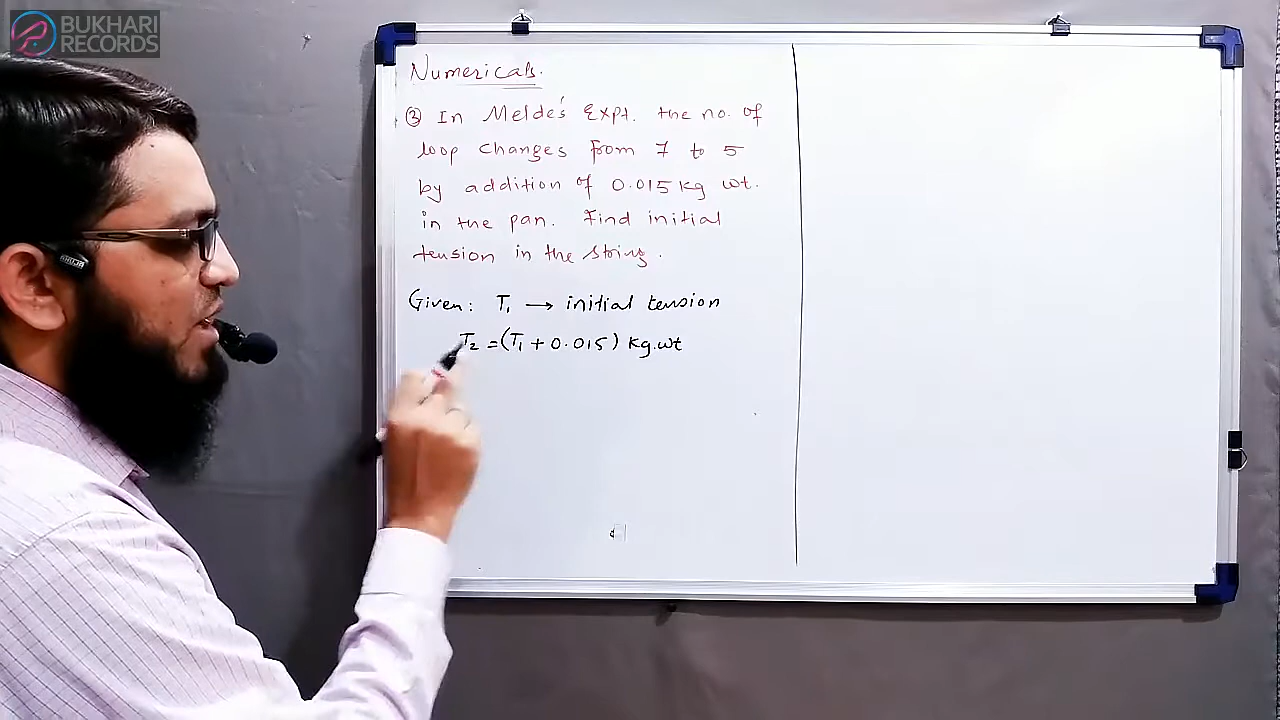 BUKHARI
RECORDS
Numericals.
③ In Melde's Expt. the no. of
loop changes from 7 to 5
by addition of 0.015 kg wt.
in the pan. Find initial
tension in the string.
Given: T₁ → initial tension
T₂ = (T₁ + 0.015) kg.wt